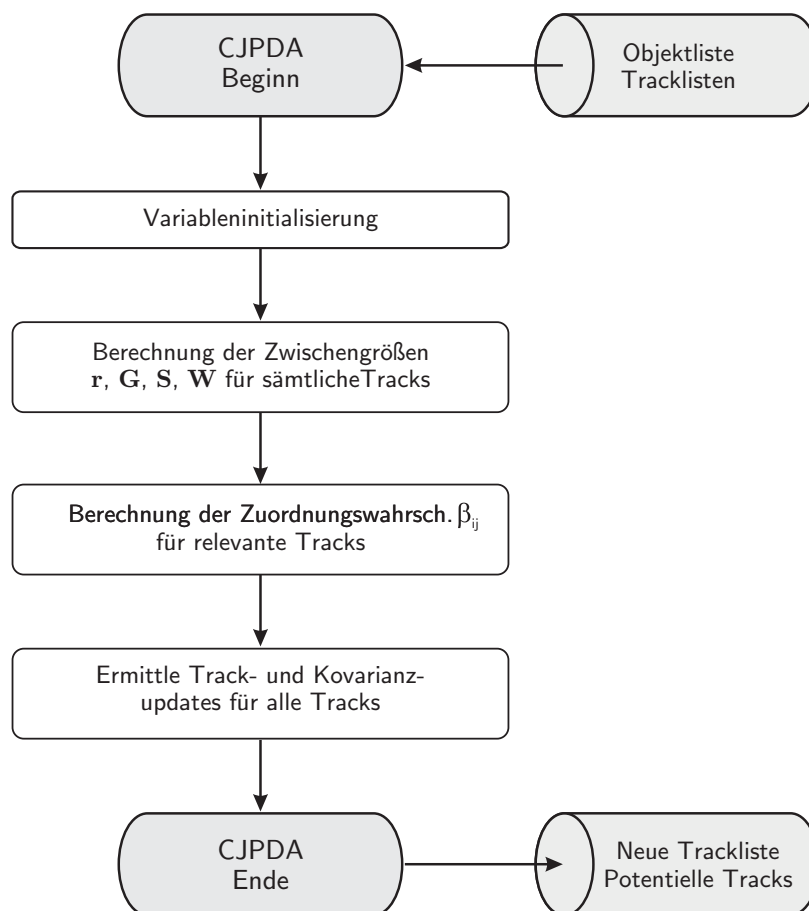 CJPDA
Beginn
Objektliste
Tracklisten
Variableninitialisierung
Berechnung der Zwischengrößen
r, G, S, W für sämtlicheTracks
Berechnung der Zuordnungswahrsch. βij
für relevante Tracks
Ermittle Track- und Kovarianz-
updates für alle Tracks
CJPDA
Ende
Neue Trackliste
Potentielle Tracks